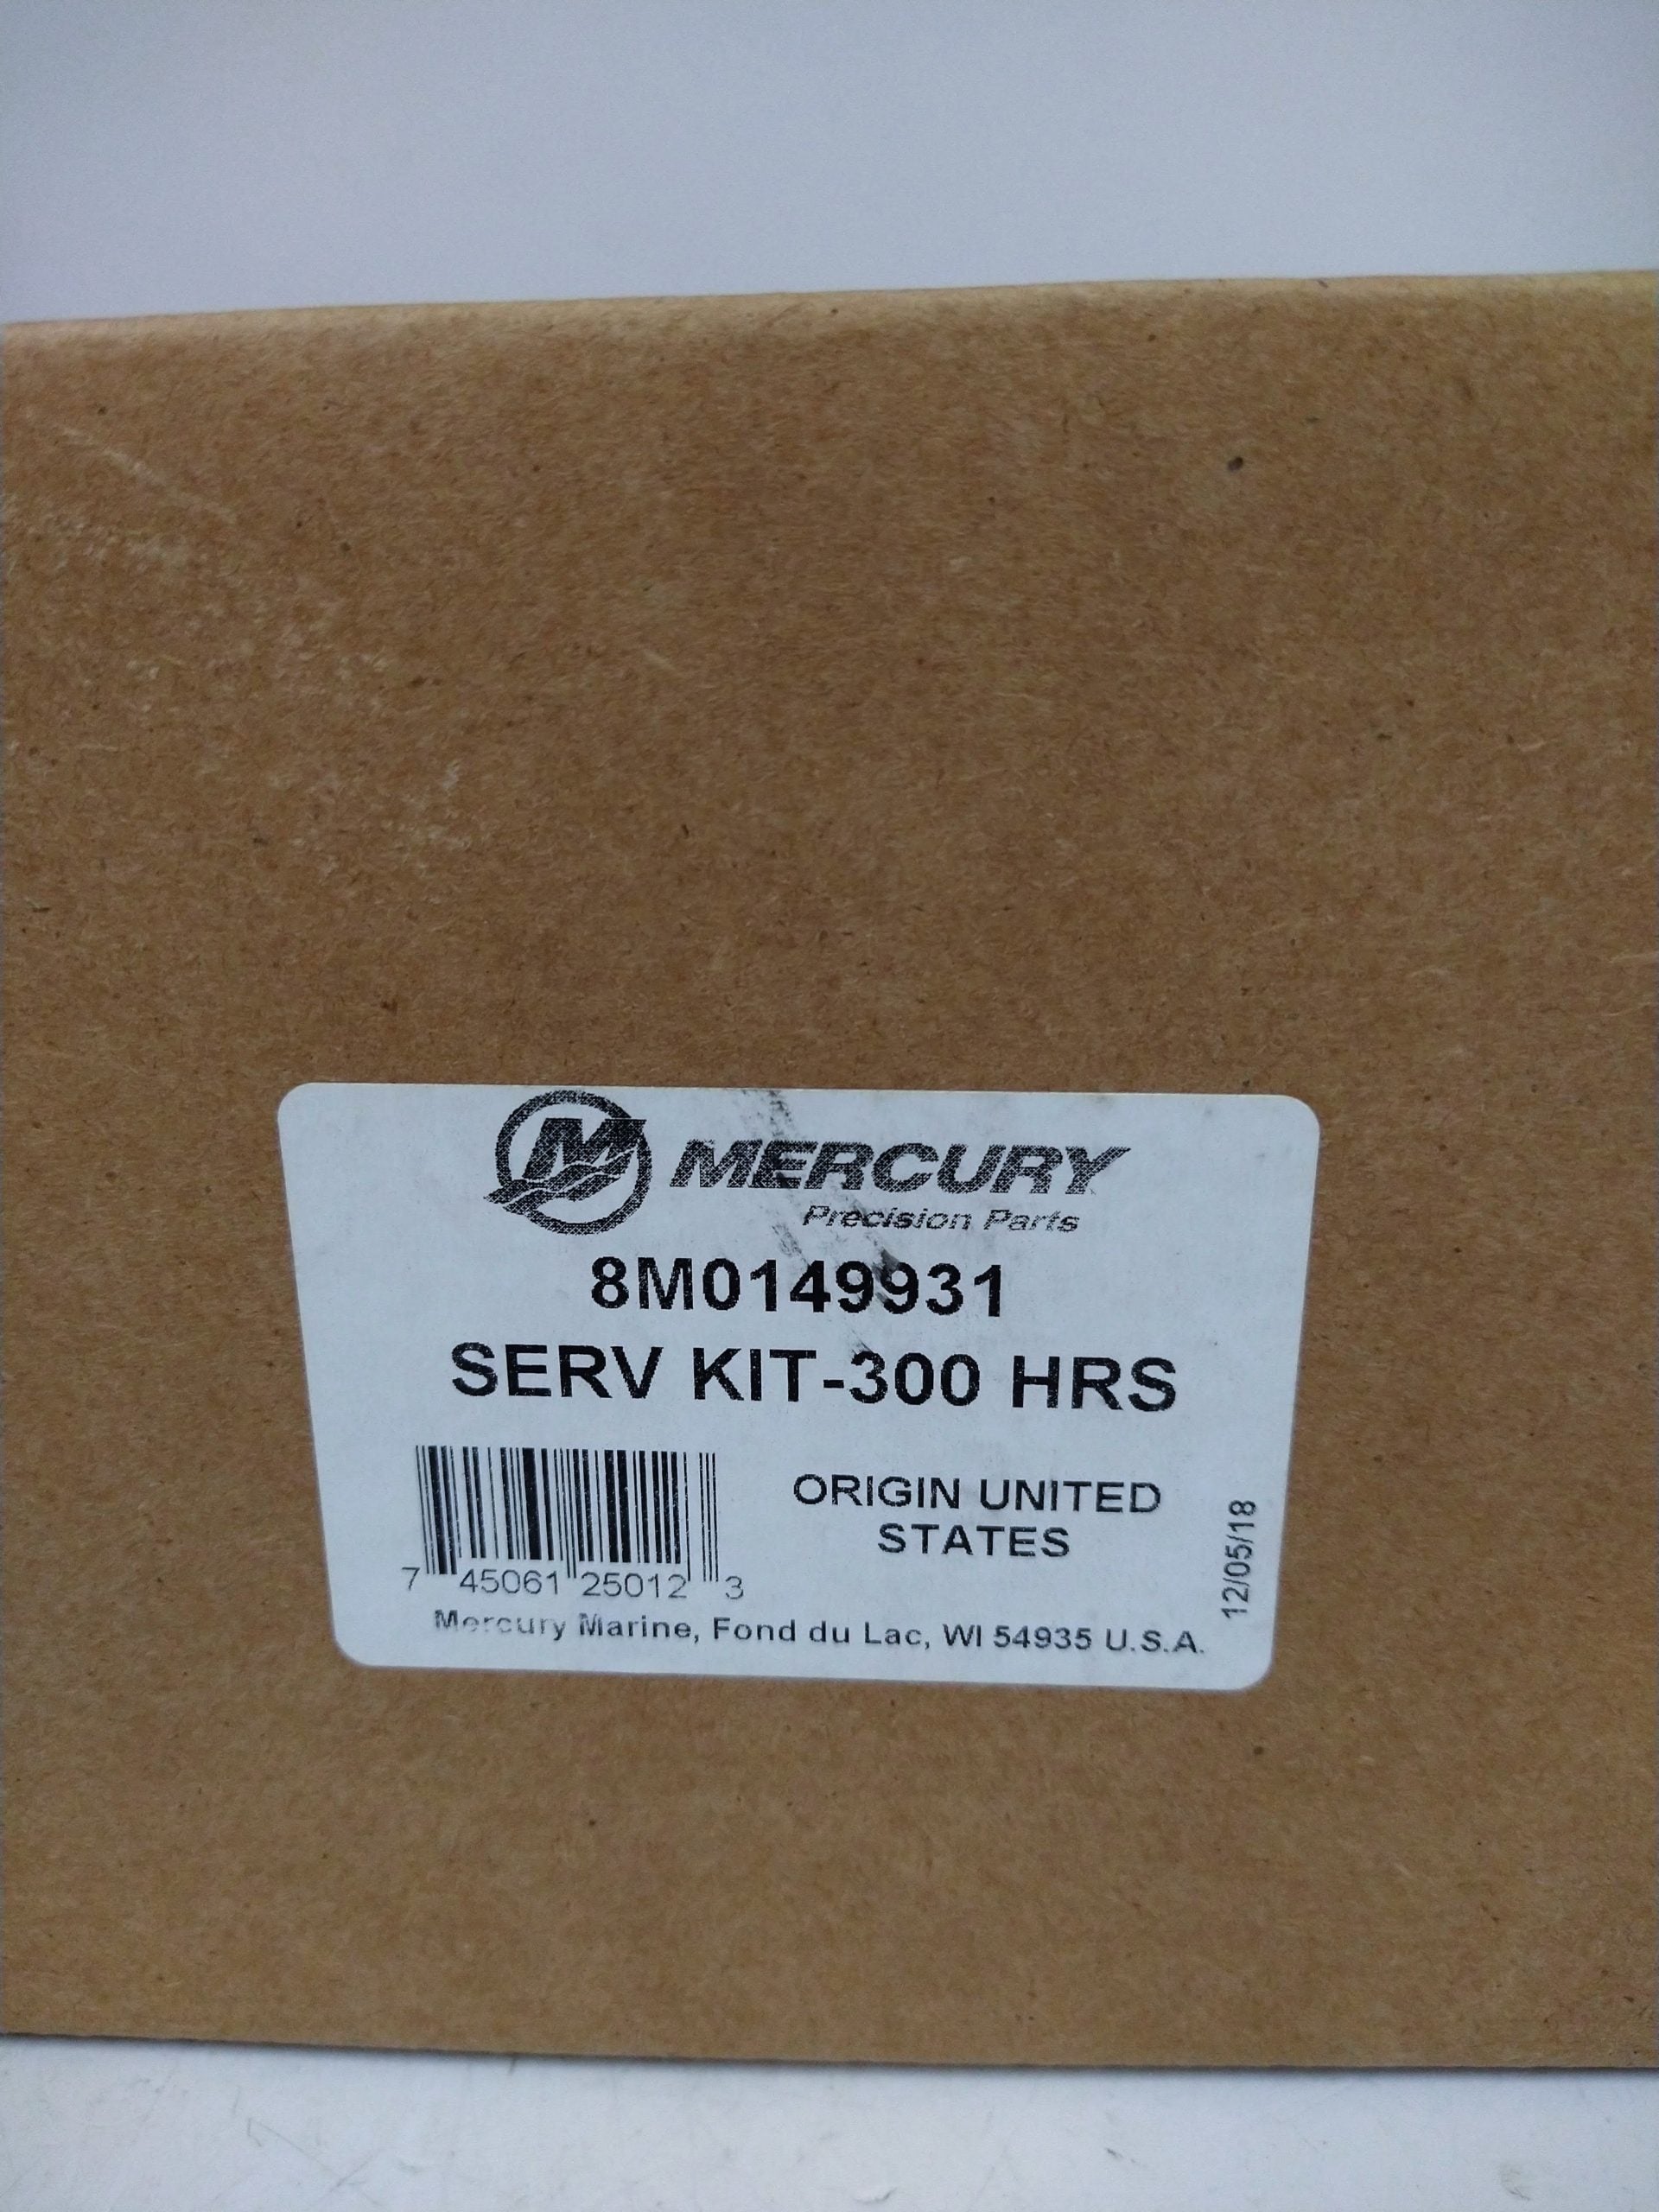 M MERCURY
Precision Parts
8M0149931
SERV KIT-300 HRS
ORIGIN UNITED
STATES
7 45061 25012 3
12/05/18
Mercury Marine, Fond du Lac, WI 54935 U.S.A.